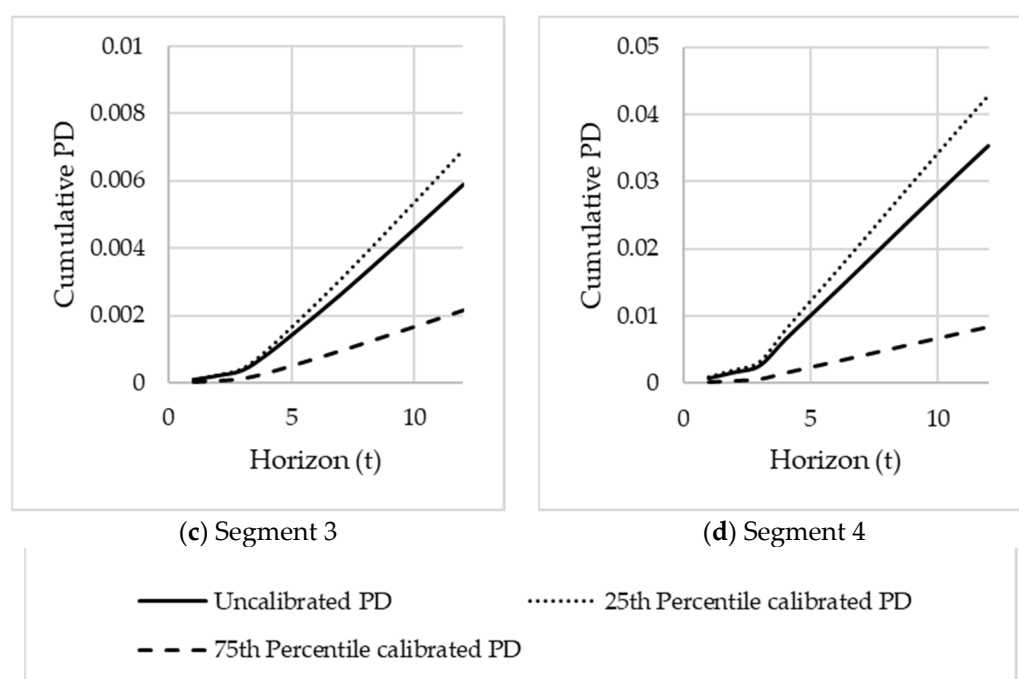 0.01
0.008
0.006
0.004
0.002
0
Cumulative PD
0
5
10
Horizon (t)
(c) Segment 3
0.05
0.04
0.03
0.02
0.01
0
Cumulative PD
0
5
10
Horizon (t)
(d) Segment 4
Uncalibrated PD
25th Percentile calibrated PD
75th Percentile calibrated PD